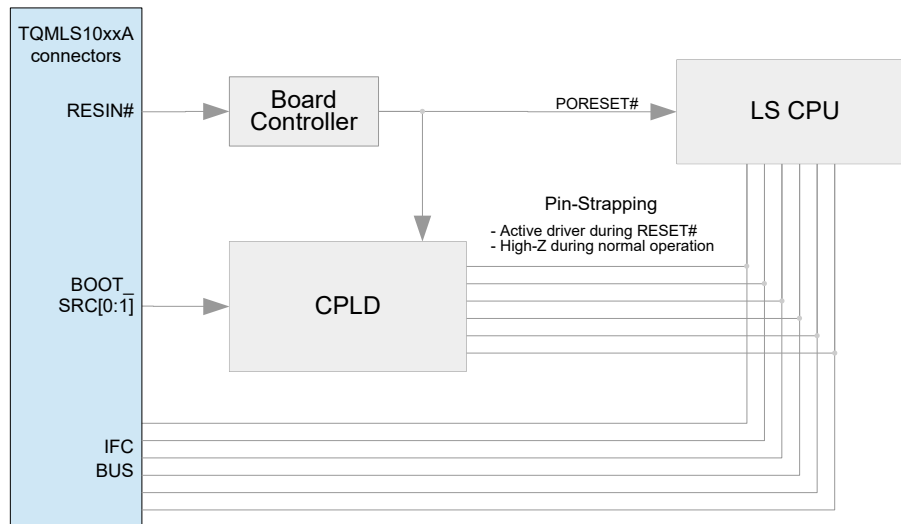 TQMLS10xxA
connectors
RESIN#
Board
Controller
PORESET#
LS CPU
Pin-Strapping
- Active driver during RESET#
- High-Z during normal operation
BOOT_
SRC[0:1]
CPLD
IFC
BUS